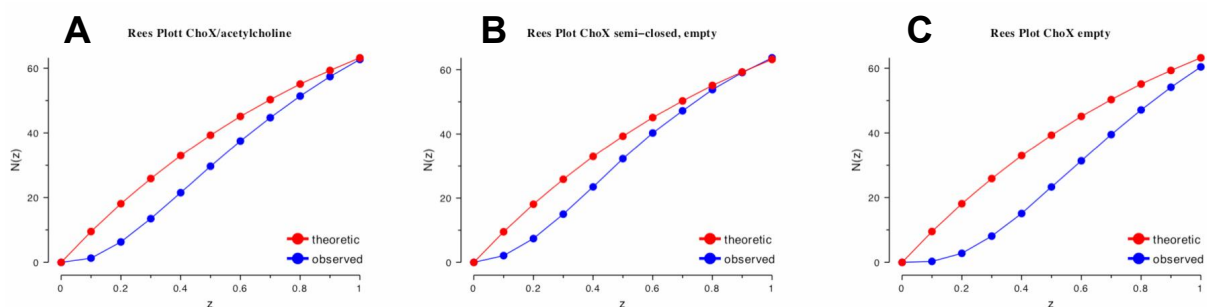 A
Rees Plott ChoX/acetylcholine
60
40
20
0
N(z)
0 0.2 0.4 0.6 0.8 1
z
theoretic
observed
B
Rees Plot ChoX semi−closed, empty
60
40
20
0
N(z)
0 0.2 0.4 0.6 0.8 1
z
theoretic
observed
C
Rees Plot ChoX empty
60
40
20
0
N(z)
0 0.2 0.4 0.6 0.8 1
z
theoretic
observed